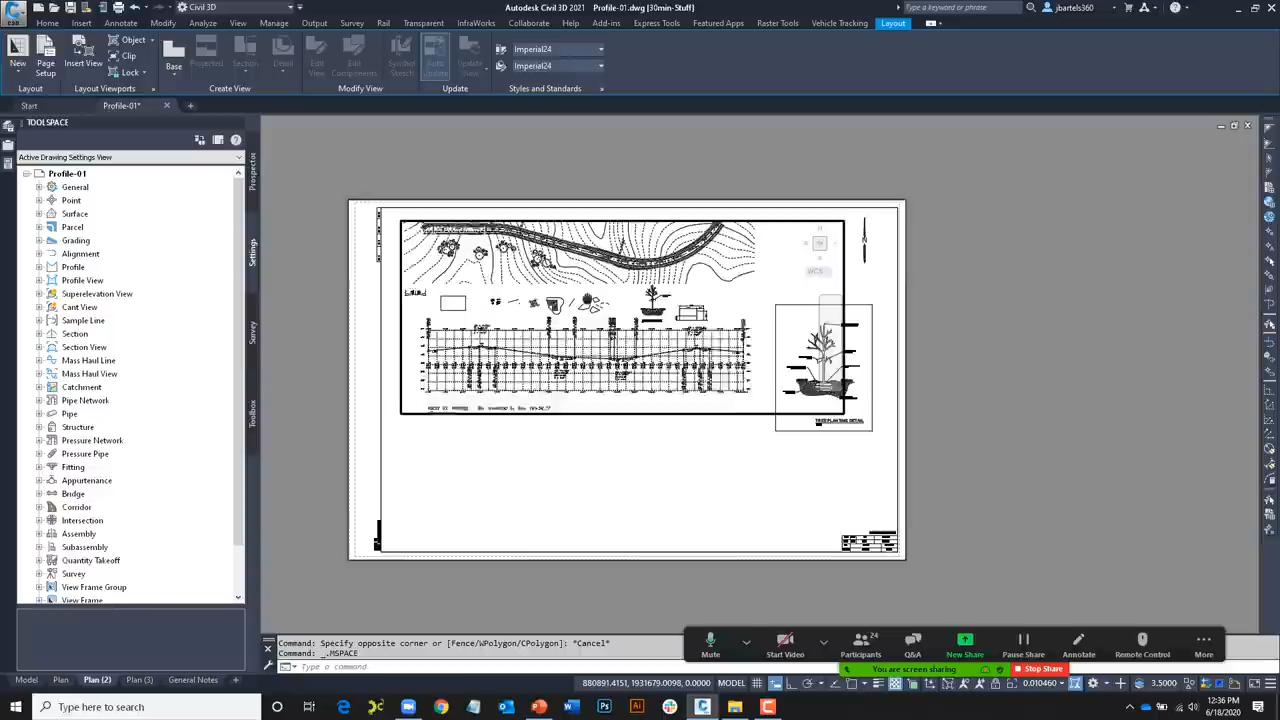 Civil 3D
Autodesk Civil 3D 2021 Profile-01.dwg [30min-Stuff]
Type a keyword or phrase
jbartels360
Home Insert Annotate Modify Analyze View Manage Output Survey Rail Transparent InfraWorks Collaborate Help Add-ins Express Tools Featured Apps Raster Tools Vehicle Tracking Layout
New Page Setup Insert View Object Clip Lock Base Projected Section Detail Edit View Edit Components Symbol Sketch Auto Update Update View Imperial24 Imperial24
Layout Layout Viewports Create View Modify View Update Styles and Standards
Start Profile-01*
TOOLSPACE
Active Drawing Settings View
Profile-01
General
Point
Surface
Parcel
Grading
Alignment
Profile
Profile View
Superelevation View
Cant View
Sample Line
Section
Section View
Mass Haul Line
Mass Haul View
Catchment
Pipe Network
Pipe
Structure
Pressure Network
Pressure Pipe
Fitting
Appurtenance
Bridge
Corridor
Intersection
Assembly
Subassembly
Quantity Takeoff
Survey
View Frame Group
View Frame
Prospector
Settings
Survey
Toolbox
N
WCS
TREE PLANTING DETAIL
Command: Specify opposite corner or [Fence/WPolygon/CPolygon]: *Cancel*
Command: _.MSPACE
Type a command
Mute Start Video Participants 24 Q&A New Share Pause Share Annotate Remote Control More
You are screen sharing Stop Share
Model Plan Plan (2) Plan (3) General Notes +
880891.4151, 1931679.0098, 0.0000 MODEL 0.010460 3.5000
Type here to search
12:36 PM
6/18/2020